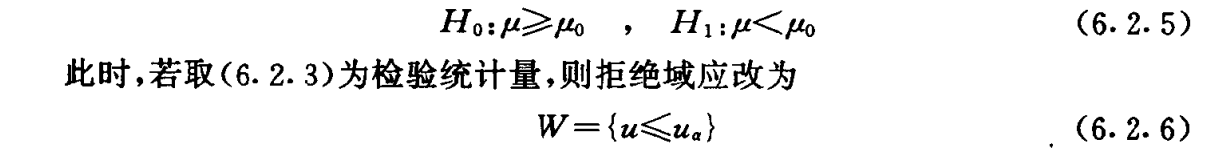 H₀:μ⩾μ₀ , H₁:μ<μ₀ (6.2.5)
此时,若取(6.2.3)为检验统计量,则拒绝域应改为
W={u⩽uα} (6.2.6)